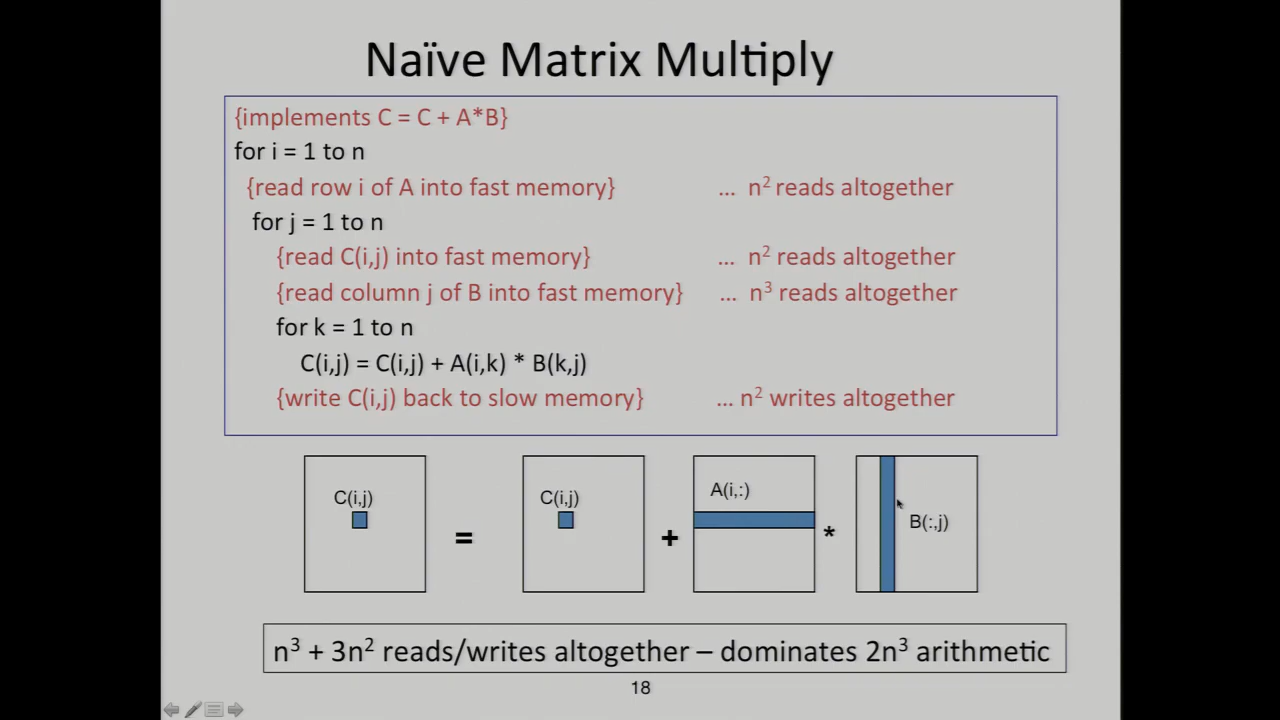 Naïve Matrix Multiply
{implements C = C + A*B}
for i = 1 to n
{read row i of A into fast memory} … n² reads altogether
for j = 1 to n
{read C(i,j) into fast memory} … n² reads altogether
{read column j of B into fast memory} … n³ reads altogether
for k = 1 to n
C(i,j) = C(i,j) + A(i,k) * B(k,j)
{write C(i,j) back to slow memory} … n² writes altogether
C(i,j) = C(i,j) + A(i,:) * B(:,j)
n³ + 3n² reads/writes altogether – dominates 2n³ arithmetic
18